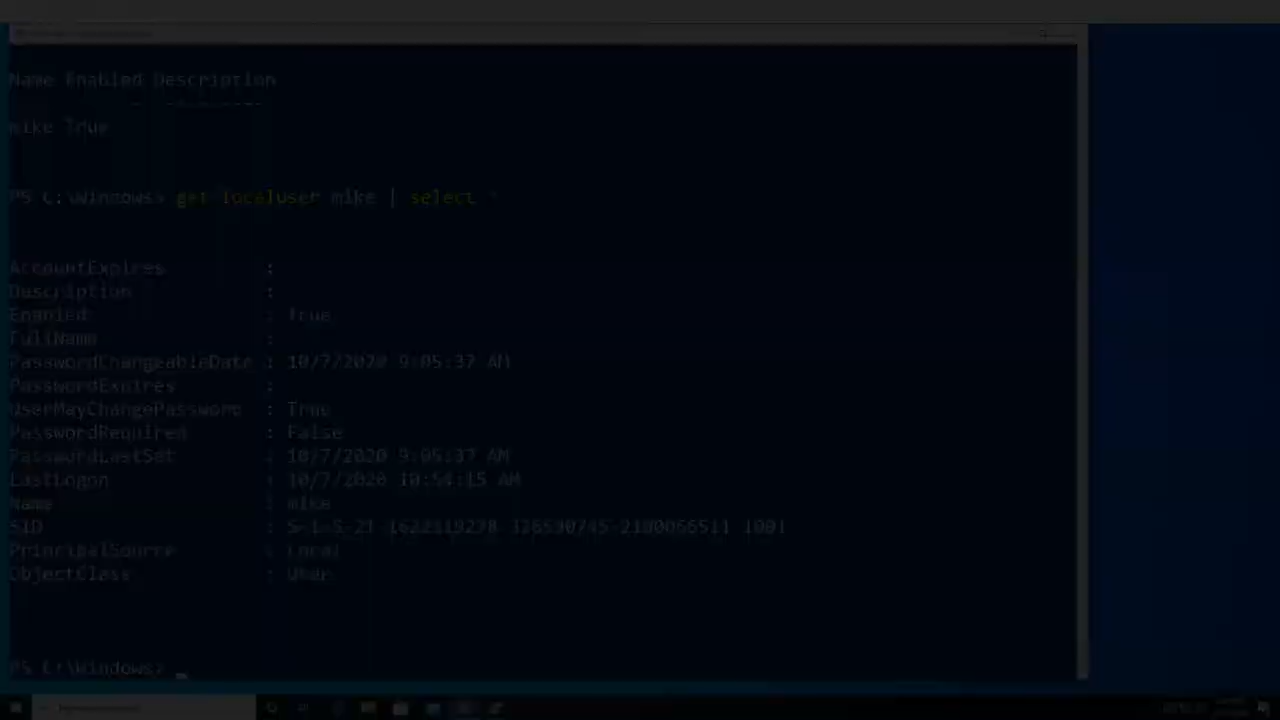 Name Enabled Description
mike True
PS C:\Windows> get-localuser mike | select *
AccountExpires :
Description :
Enabled : True
FullName :
PasswordChangeableDate : 10/7/2020 9:05:37 AM
PasswordExpires :
UserMayChangePassword : True
PasswordRequired : False
PasswordLastSet : 10/7/2020 9:05:37 AM
LastLogon : 10/7/2020 10:54:15 AM
Name : mike
SID :
PrincipalSource : Local
ObjectClass : User
PS C:\Windows>